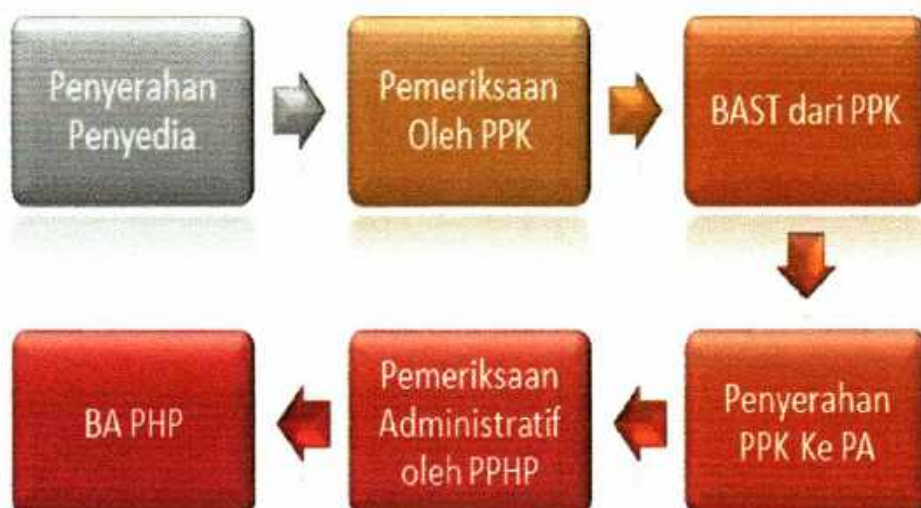 Penyerahan
Penyedia
Pemeriksaan
Oleh PPK
BAST dari PPK
Penyerahan
PPK Ke PA
Pemeriksaan
Administratif
oleh PPHP
BA PHP